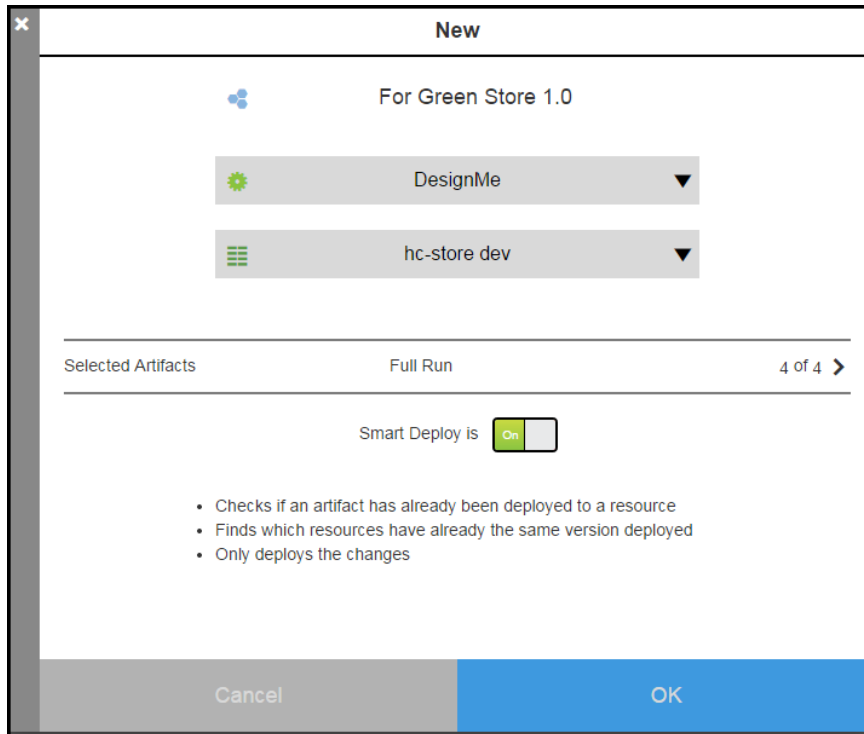 New
For Green Store 1.0
DesignMe
hc-store dev
Selected Artifacts Full Run 4 of 4
Smart Deploy is On
Checks if an artifact has already been deployed to a resource
Finds which resources have already the same version deployed
Only deploys the changes
Cancel OK